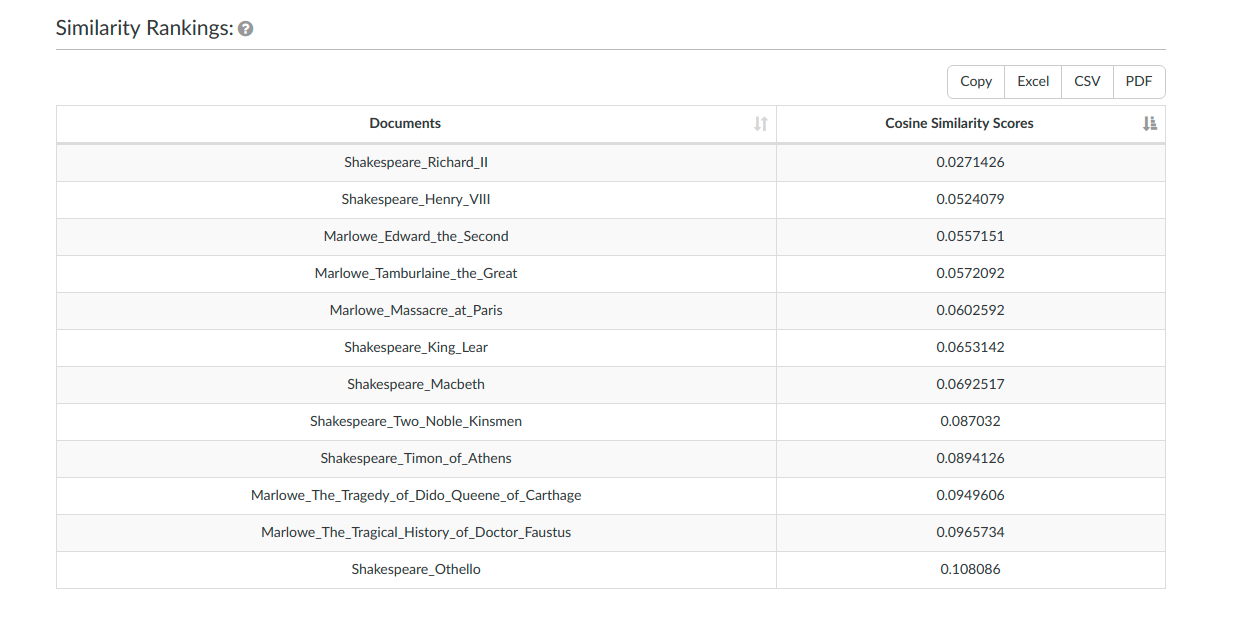 Similarity Rankings: ?
Copy Excel CSV PDF
Documents Cosine Similarity Scores
Shakespeare_Richard_II 0.0271426
Shakespeare_Henry_VIII 0.0524079
Marlowe_Edward_the_Second 0.0557151
Marlowe_Tamburlaine_the_Great 0.0572092
Marlowe_Massacre_at_Paris 0.0602592
Shakespeare_King_Lear 0.0653142
Shakespeare_Macbeth 0.0692517
Shakespeare_Two_Noble_Kinsmen 0.087032
Shakespeare_Timon_of_Athens 0.0894126
Marlowe_The_Tragedy_of_Dido_Queene_of_Carthage 0.0949606
Marlowe_The_Tragical_History_of_Doctor_Faustus 0.0965734
Shakespeare_Othello 0.108086